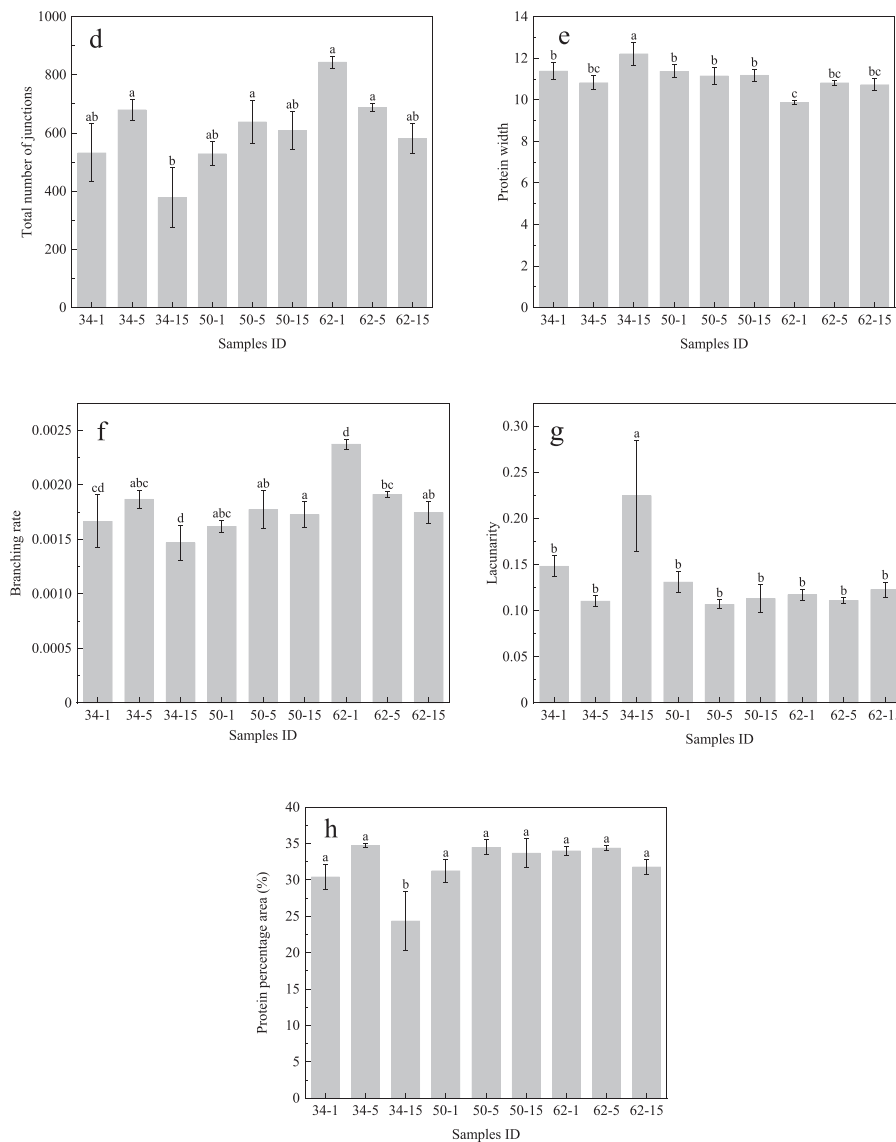 d
1000
800
600
400
200
0
Total number of junctions
ab
a
b
ab
a
ab
a
a
ab
34-1 34-5 34-15 50-1 50-5 50-15 62-1 62-5 62-15
Samples ID
e
14
12
10
8
6
4
2
0
Protein width
b
bc
a
b
b
b
c
bc
bc
34-1 34-5 34-15 50-1 50-5 50-15 62-1 62-5 62-15
Samples ID
f
0.0025
0.0020
0.0015
0.0010
0.0005
0
Branching rate
cd
abc
d
abc
ab
a
d
bc
ab
34-1 34-5 34-15 50-1 50-5 50-15 62-1 62-5 62-15
Samples ID
g
0.30
0.25
0.20
0.15
0.10
0.05
0
Lacunarity
b
b
a
b
b
b
b
b
b
34-1 34-5 34-15 50-1 50-5 50-15 62-1 62-5 62-1
Samples ID
h
40
35
30
25
20
15
10
5
0
Protein percentage area (%)
a
a
b
a
a
a
a
a
a
34-1 34-5 34-15 50-1 50-5 50-15 62-1 62-5 62-15
Samples ID